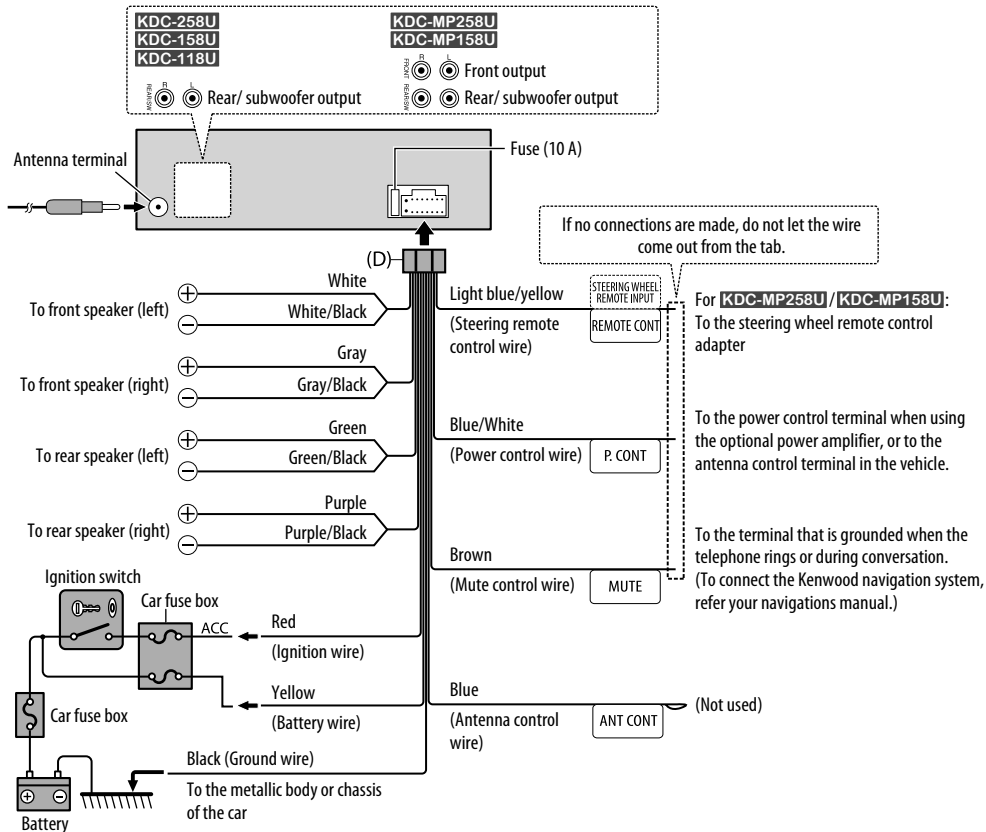 KDC-258U
KDC-158U
KDC-118U
R L
REAR/SW
Rear/ subwoofer output
KDC-MP258U
KDC-MP158U
R L
FRONT
Front output
REAR/SW
Rear/ subwoofer output
Antenna terminal
Fuse (10 A)
If no connections are made, do not let the wire
come out from the tab.
(D)
To front speaker (left)
White
White/Black
To front speaker (right)
Gray
Gray/Black
To rear speaker (left)
Green
Green/Black
To rear speaker (right)
Purple
Purple/Black
Light blue/yellow
(Steering remote
control wire)
STEERING WHEEL
REMOTE INPUT
REMOTE CONT
For KDC-MP258U / KDC-MP158U:
To the steering wheel remote control
adapter
Blue/White
(Power control wire)
P. CONT
To the power control terminal when using
the optional power amplifier, or to the
antenna control terminal in the vehicle.
Brown
(Mute control wire)
MUTE
To the terminal that is grounded when the
telephone rings or during conversation.
(To connect the Kenwood navigation system,
refer your navigations manual.)
Ignition switch
Car fuse box
ACC
Red
(Ignition wire)
Yellow
(Battery wire)
Car fuse box
Blue
(Antenna control
wire)
ANT CONT
(Not used)
Black (Ground wire)
To the metallic body or chassis
of the car
Battery